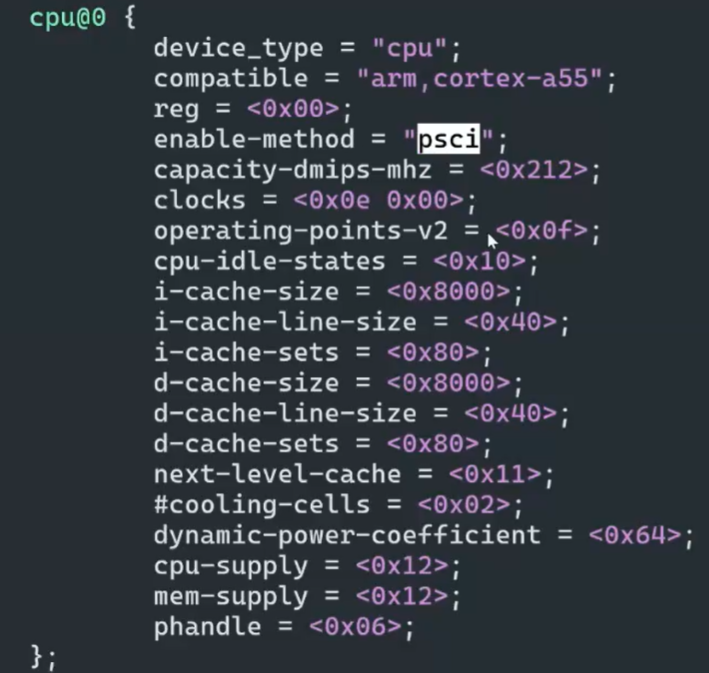 cpu@0 {
device_type = "cpu";
compatible = "arm,cortex-a55";
reg = <0x00>;
enable-method = "psci";
capacity-dmips-mhz = <0x212>;
clocks = <0x0e 0x00>;
operating-points-v2 = <0x0f>;
cpu-idle-states = <0x10>;
i-cache-size = <0x8000>;
i-cache-line-size = <0x40>;
i-cache-sets = <0x80>;
d-cache-size = <0x8000>;
d-cache-line-size = <0x40>;
d-cache-sets = <0x80>;
next-level-cache = <0x11>;
#cooling-cells = <0x02>;
dynamic-power-coefficient = <0x64>;
cpu-supply = <0x12>;
mem-supply = <0x12>;
phandle = <0x06>;
};